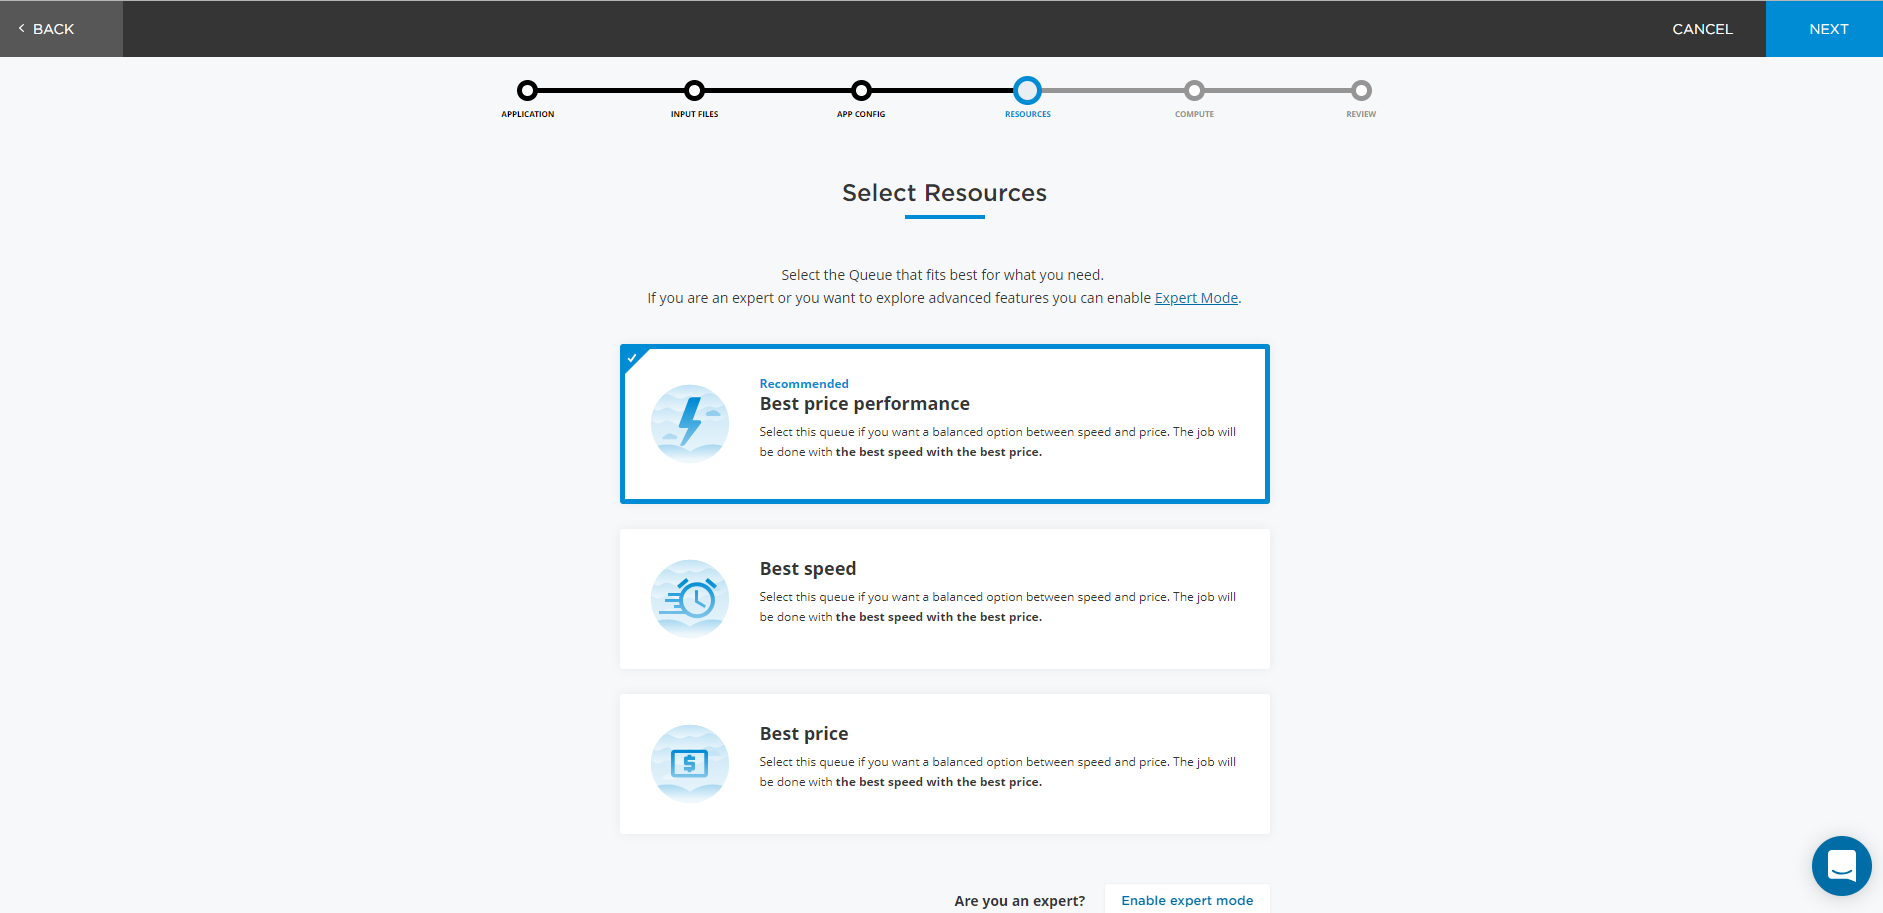 BACK
CANCEL
NEXT
APPLICATION
INPUT FILES
APP CONFIG
RESOURCES
COMPUTE
REVIEW
Select Resources
Select the Queue that fits best for what you need.
If you are an expert or you want to explore advanced features you can enable Expert Mode.
Recommended
Best price performance
Select this queue if you want a balanced option between speed and price. The job will
be done with the best speed with the best price.
Best speed
Select this queue if you want a balanced option between speed and price. The job will
be done with the best speed with the best price.
$
Best price
Select this queue if you want a balanced option between speed and price. The job will
be done with the best speed with the best price.
Are you an expert?
Enable expert mode